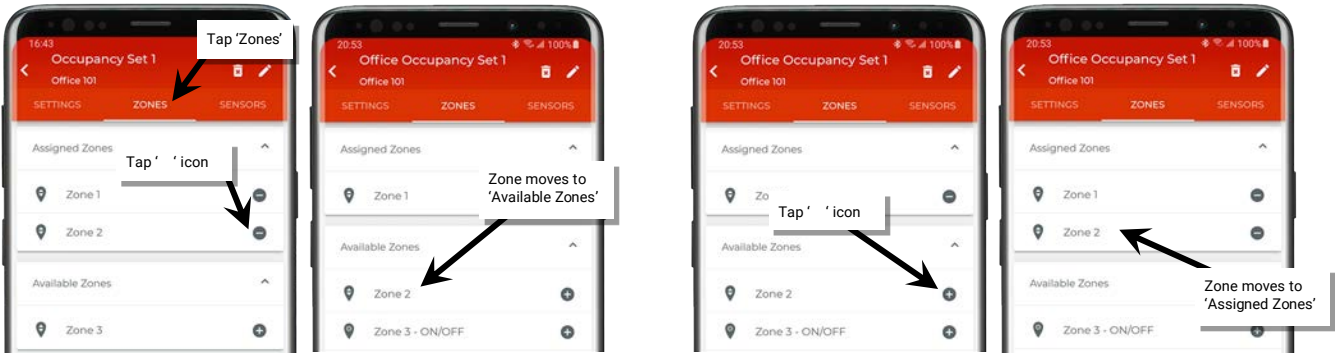 16:43
Occupancy Set 1
Office 101
SETTINGS ZONES SENSORS
Tap 'Zones'
Assigned Zones
Tap ' ' icon
Zone 1
Zone 2
Available Zones
Zone 3
20:53 100%
Office Occupancy Set 1
Office 101
SETTINGS ZONES SENSORS
Assigned Zones
Zone 1
Zone moves to
'Available Zones'
Available Zones
Zone 2
Zone 3 - ON/OFF
20:53 100%
Office Occupancy Set 1
Office 101
SETTINGS ZONES SENSORS
Assigned Zones
Zo
Tap ' ' icon
Available Zones
Zone 2
Zone 3 - ON/OFF
20:53 100%
Office Occupancy Set 1
Office 101
SETTINGS ZONES SENSORS
Assigned Zones
Zone 1
Zone 2
Available Zones
Zone moves to
'Assigned Zones'
Zone 3 - ON/OFF